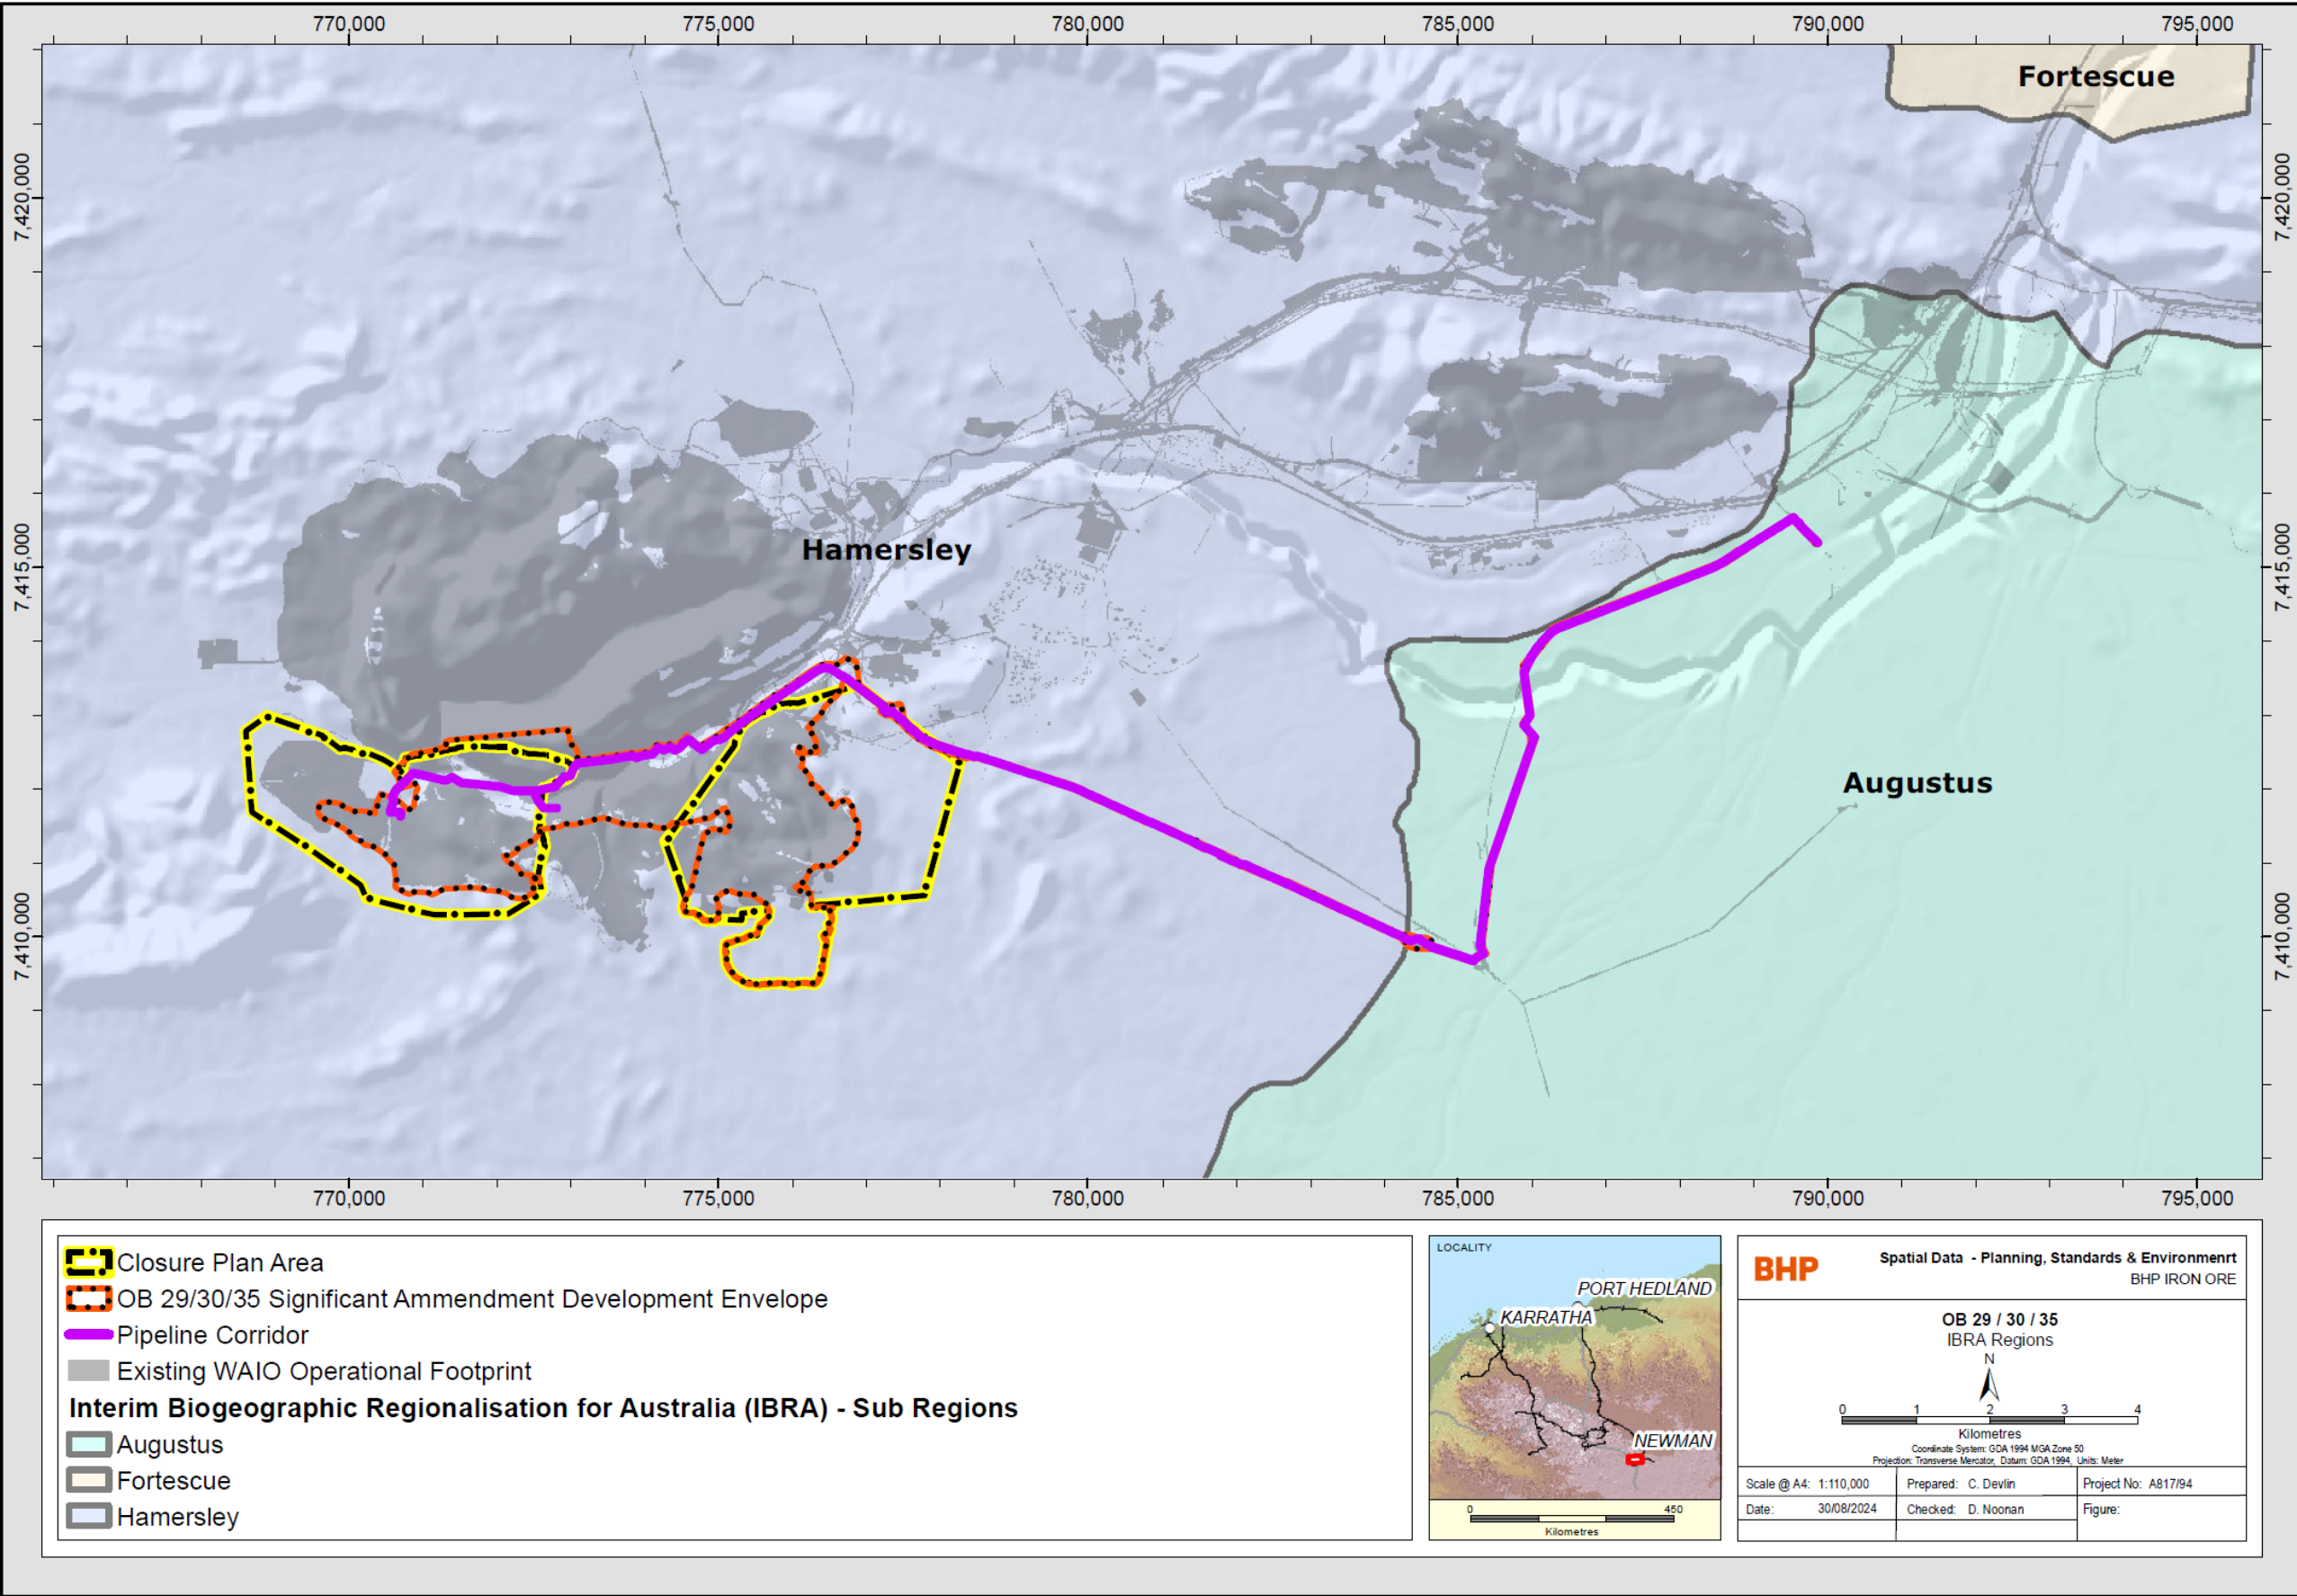 770,000 775,000 780,000 785,000 790,000 795,000
Fortescue
7,420,000 7,420,000
Hamersley
7,415,000 7,415,000
Augustus
7,410,000 7,410,000
770,000 775,000 780,000 785,000 790,000 795,000
Closure Plan Area
OB 29/30/35 Significant Ammendment Development Envelope
Pipeline Corridor
Existing WAIO Operational Footprint
Interim Biogeographic Regionalisation for Australia (IBRA) - Sub Regions
Augustus
Fortescue
Hamersley
LOCALITY
PORT HEDLAND
KARRATHA
NEWMAN
0 450
Kilometres
BHP
Spatial Data - Planning, Standards & Environmenrt
BHP IRON ORE
OB 29 / 30 / 35
IBRA Regions
N
0 1 2 3 4
Kilometres
Coordinate System: GDA 1994 MGA Zone 50
Projection: Transverse Mercator, Datum: GDA 1994, Units: Meter
Scale @ A4: 1:110,000 Prepared: C. Devlin Project No: A817/94
Date: 30/08/2024 Checked: D. Noonan Figure: